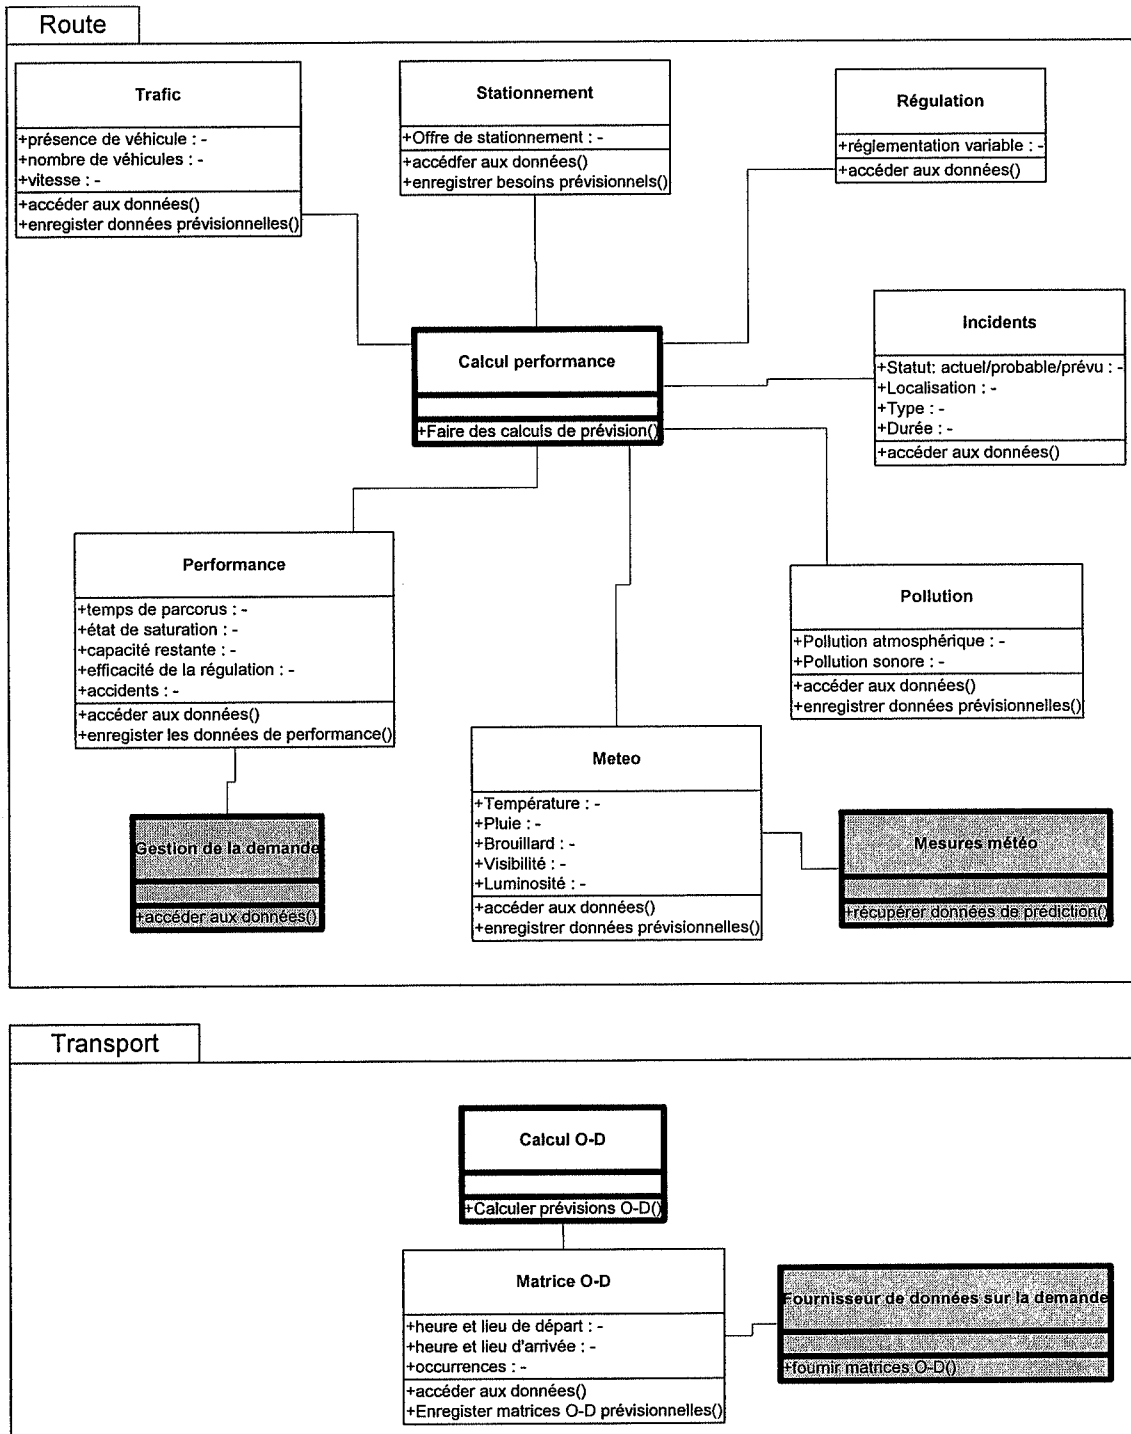 Route
Trafic
+présence de véhicule : -
+nombre de véhicules : -
+vitesse : -
+accéder aux données()
+enregister données prévisionnelles()
Stationnement
+Offre de stationnement : -
+accédfer aux données()
+enregistrer besoins prévisionnels()
Régulation
+réglementation variable : -
+accéder aux données()
Calcul performance
+Faire des calculs de prévision()
Incidents
+Statut: actuel/probable/prévu : -
+Localisation : -
+Type : -
+Durée : -
+accéder aux données()
Performance
+temps de parcorus : -
+état de saturation : -
+capacité restante : -
+efficacité de la régulation : -
+accidents : -
+accéder aux données()
+enregister les données de performance()
Pollution
+Pollution atmosphérique : -
+Pollution sonore : -
+accéder aux données()
+enregistrer données prévisionnelles()
Meteo
+Température : -
+Pluie : -
+Brouillard : -
+Visibilité : -
+Luminosité : -
+accéder aux données()
+enregistrer données prévisionnelles()
Gestion de la demande
+accéder aux données()
Mesures météo
+récupérer données de prédiction()
Transport
Calcul O-D
+Calculer prévisions O-D()
Matrice O-D
+heure et lieu de départ : -
+heure et lieu d'arrivée : -
+occurrences : -
+accéder aux données()
+Enregister matrices O-D prévisionnelles()
Fournisseur de données sur la demande
+fournir matrices O-D()